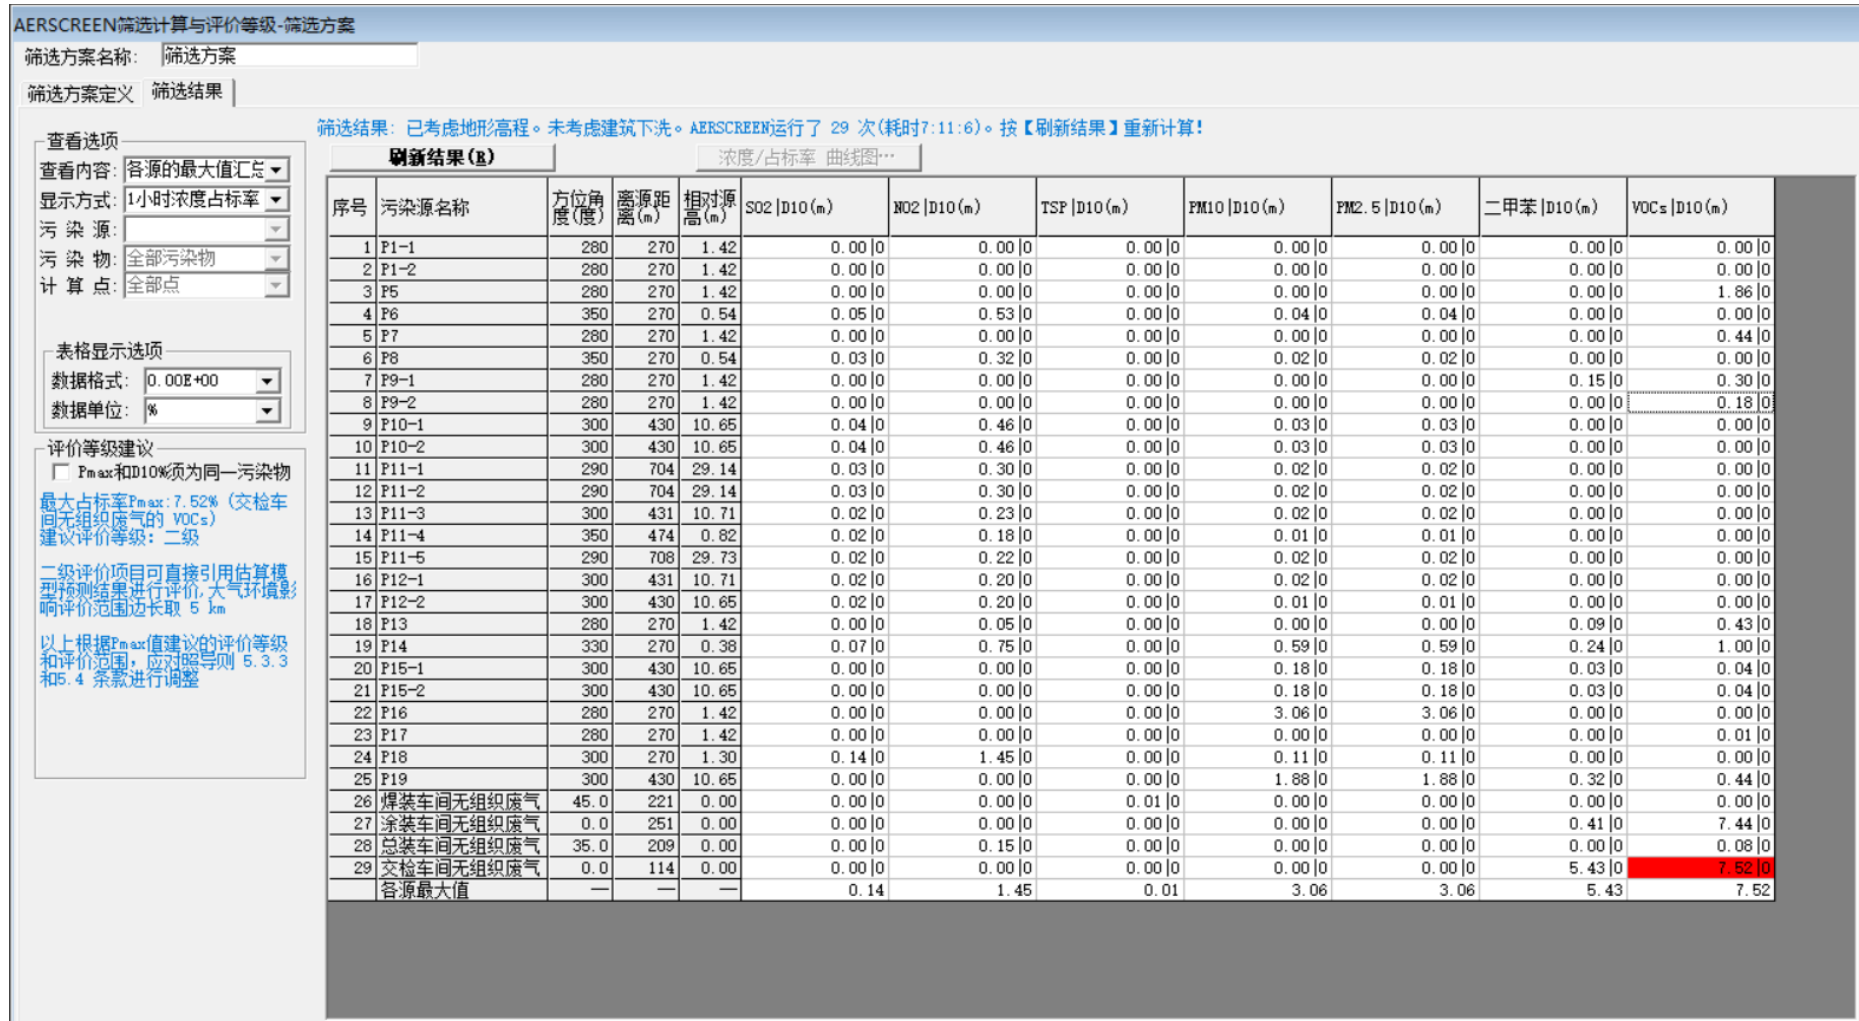 AERSCREEN筛选计算与评价等级-筛选方案
筛选方案名称: 筛选方案
筛选方案定义 筛选结果
查看选项
查看内容: 各源的最大值汇总
显示方式: 1小时浓度占标率
污 染 源:
污 染 物: 全部污染物
计 算 点: 全部点
表格显示选项
数据格式: 0.00E+00
数据单位: %
评价等级建议
Pmax和D10%须为同一污染物
最大占标率Pmax:7.52% (交检车
间无组织废气的 VOCs)
建议评价等级: 二级
二级评价项目可直接引用估算模
型预测结果进行评价,大气环境影
响评价范围边长取 5 km
以上根据Pmax值建议的评价等级
和评价范围，应对照导则 5.3.3
和5.4 条款进行调整
筛选结果: 已考虑地形高程。未考虑建筑下洗。AERSCREEN运行了 29 次(耗时7:11:6)。按【刷新结果】重新计算!
刷新结果(R) 浓度/占标率 曲线图…
序号 污染源名称 方位角度(度) 离源距离(m) 相对源高(m) SO2|D10(m) NO2|D10(m) TSP|D10(m) PM10|D10(m) PM2.5|D10(m) 二甲苯|D10(m) VOCs|D10(m)
1 P1-1 280 270 1.42 0.00|0 0.00|0 0.00|0 0.00|0 0.00|0 0.00|0 0.00|0
2 P1-2 280 270 1.42 0.00|0 0.00|0 0.00|0 0.00|0 0.00|0 0.00|0 0.00|0
3 P5 280 270 1.42 0.00|0 0.00|0 0.00|0 0.00|0 0.00|0 0.00|0 1.86|0
4 P6 350 270 0.54 0.05|0 0.53|0 0.00|0 0.04|0 0.04|0 0.00|0 0.00|0
5 P7 280 270 1.42 0.00|0 0.00|0 0.00|0 0.00|0 0.00|0 0.00|0 0.44|0
6 P8 350 270 0.54 0.03|0 0.32|0 0.00|0 0.02|0 0.02|0 0.00|0 0.00|0
7 P9-1 280 270 1.42 0.00|0 0.00|0 0.00|0 0.00|0 0.00|0 0.15|0 0.30|0
8 P9-2 280 270 1.42 0.00|0 0.00|0 0.00|0 0.00|0 0.00|0 0.00|0 0.18|0
9 P10-1 300 430 10.65 0.04|0 0.46|0 0.00|0 0.03|0 0.03|0 0.00|0 0.00|0
10 P10-2 300 430 10.65 0.04|0 0.46|0 0.00|0 0.03|0 0.03|0 0.00|0 0.00|0
11 P11-1 290 704 29.14 0.03|0 0.30|0 0.00|0 0.02|0 0.02|0 0.00|0 0.00|0
12 P11-2 290 704 29.14 0.03|0 0.30|0 0.00|0 0.02|0 0.02|0 0.00|0 0.00|0
13 P11-3 300 431 10.71 0.02|0 0.23|0 0.00|0 0.02|0 0.02|0 0.00|0 0.00|0
14 P11-4 350 474 0.82 0.02|0 0.18|0 0.00|0 0.01|0 0.01|0 0.00|0 0.00|0
15 P11-5 290 708 29.73 0.02|0 0.22|0 0.00|0 0.02|0 0.02|0 0.00|0 0.00|0
16 P12-1 300 431 10.71 0.02|0 0.20|0 0.00|0 0.02|0 0.02|0 0.00|0 0.00|0
17 P12-2 300 430 10.65 0.02|0 0.20|0 0.00|0 0.01|0 0.01|0 0.00|0 0.00|0
18 P13 280 270 1.42 0.00|0 0.05|0 0.00|0 0.00|0 0.00|0 0.09|0 0.43|0
19 P14 330 270 0.38 0.07|0 0.75|0 0.00|0 0.59|0 0.59|0 0.24|0 1.00|0
20 P15-1 300 430 10.65 0.00|0 0.00|0 0.00|0 0.18|0 0.18|0 0.03|0 0.04|0
21 P15-2 300 430 10.65 0.00|0 0.00|0 0.00|0 0.18|0 0.18|0 0.03|0 0.04|0
22 P16 280 270 1.42 0.00|0 0.00|0 0.00|0 3.06|0 3.06|0 0.00|0 0.00|0
23 P17 280 270 1.42 0.00|0 0.00|0 0.00|0 0.00|0 0.00|0 0.00|0 0.01|0
24 P18 300 270 1.30 0.14|0 1.45|0 0.00|0 0.11|0 0.11|0 0.00|0 0.00|0
25 P19 300 430 10.65 0.00|0 0.00|0 0.00|0 1.88|0 1.88|0 0.32|0 0.44|0
26 焊装车间无组织废气 45.0 221 0.00 0.00|0 0.00|0 0.01|0 0.00|0 0.00|0 0.00|0 0.00|0
27 涂装车间无组织废气 0.0 251 0.00 0.00|0 0.00|0 0.00|0 0.00|0 0.00|0 0.41|0 7.44|0
28 总装车间无组织废气 35.0 209 0.00 0.00|0 0.15|0 0.00|0 0.00|0 0.00|0 0.00|0 0.08|0
29 交检车间无组织废气 0.0 114 0.00 0.00|0 0.00|0 0.00|0 0.00|0 0.00|0 5.43|0 7.52|0
各源最大值 — — — 0.14 1.45 0.01 3.06 3.06 5.43 7.52